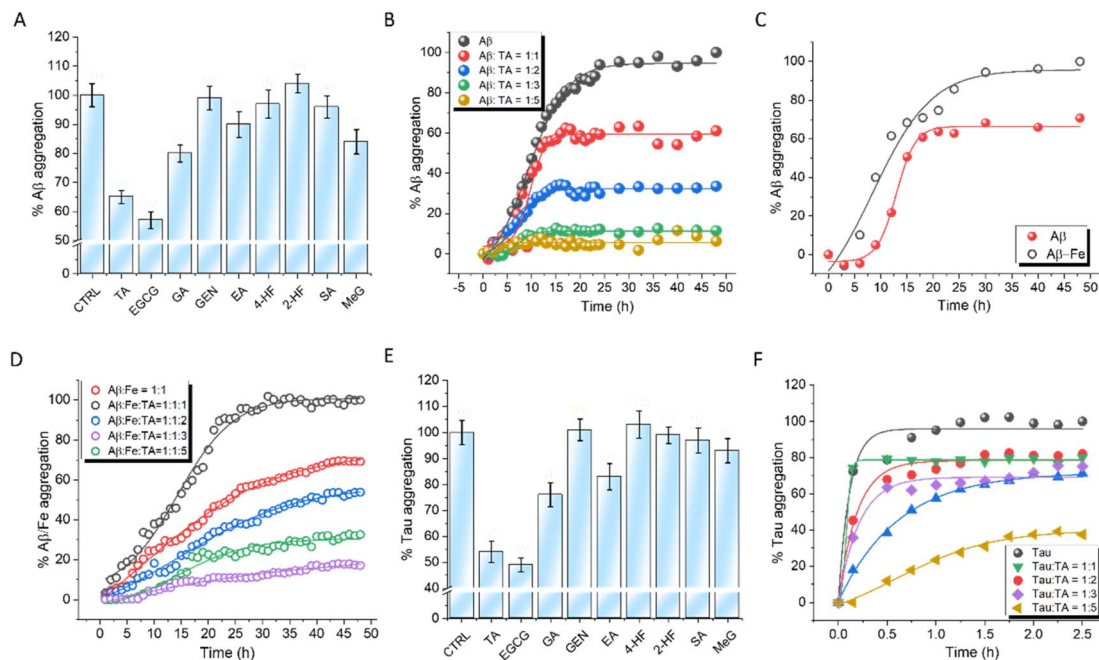 A
% Aβ aggregation
120
110
100
90
80
70
60
50
10
0
CTRL
TA
EGCG
GA
GEN
EA
4-HF
2-HF
SA
MeG
B
% Aβ aggregation
100
80
60
40
20
0
Aβ
Aβ: TA = 1:1
Aβ: TA = 1:2
Aβ: TA = 1:3
Aβ: TA = 1:5
-5 0 5 10 15 20 25 30 35 40 45 50
Time (h)
C
% Aβ aggregation
100
80
60
40
20
0
Aβ
Aβ–Fe
0 5 10 15 20 25 30 35 40 45 50
Time (h)
D
% Aβ/Fe aggregation
100
80
60
40
20
0
Aβ:Fe = 1:1
Aβ:Fe:TA=1:1:1
Aβ:Fe:TA=1:1:2
Aβ:Fe:TA=1:1:3
Aβ:Fe:TA=1:1:5
0 5 10 15 20 25 30 35 40 45 50
Time (h)
E
% Tau aggregation
120
110
100
90
80
70
60
50
40
10
0
CTRL
TA
EGCG
GA
GEN
EA
4-HF
2-HF
SA
MeG
F
% Tau aggregation
120
100
80
60
40
20
0
Tau
Tau:TA = 1:1
Tau:TA = 1:2
Tau:TA = 1:3
Tau:TA = 1:5
0.0 0.5 1.0 1.5 2.0 2.5
Time (h)